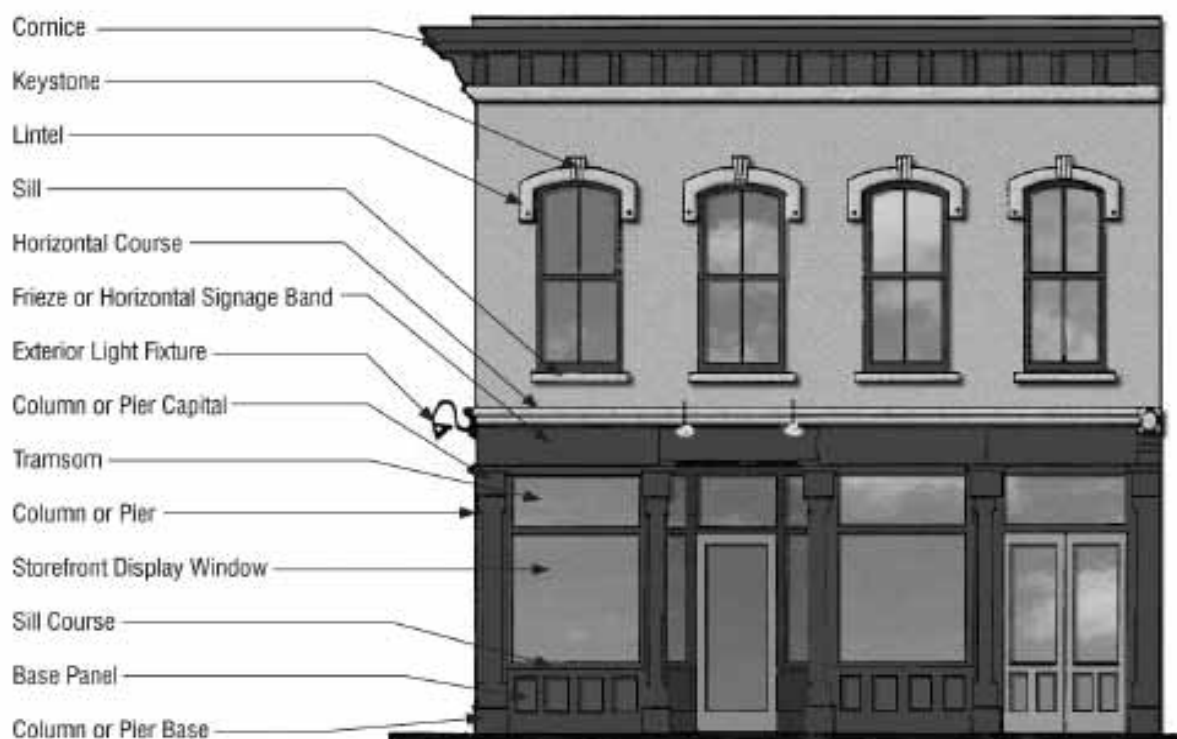 Cornice
Keystone
Lintel
Sill
Horizontal Course
Frieze or Horizontal Signage Band
Exterior Light Fixture
Column or Pier Capital
Tramsom
Column or Pier
Storefront Display Window
Sill Course
Base Panel
Column or Pier Base